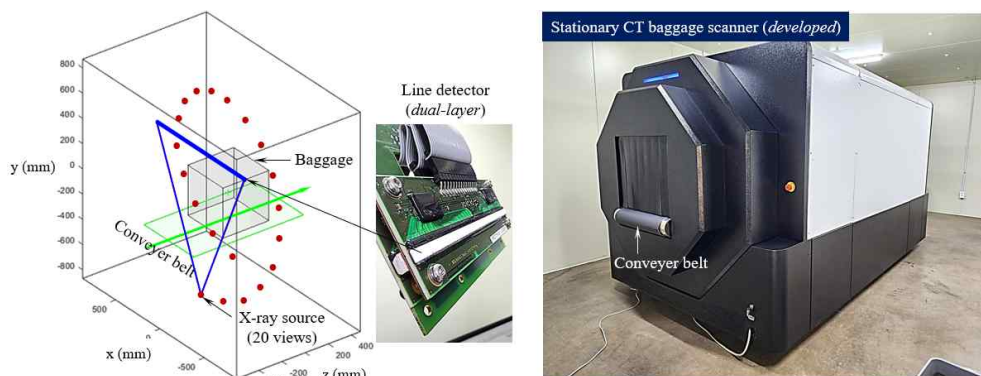 Stationary CT baggage scanner (developed)
800
600
400
200
0
-200
-400
-600
-800
y (mm)
Line detector
(dual-layer)
Baggage
Conveyer belt
Conveyer belt
X-ray source
(20 views)
500
0
-500
x (mm)
400
200
-200
z (mm)